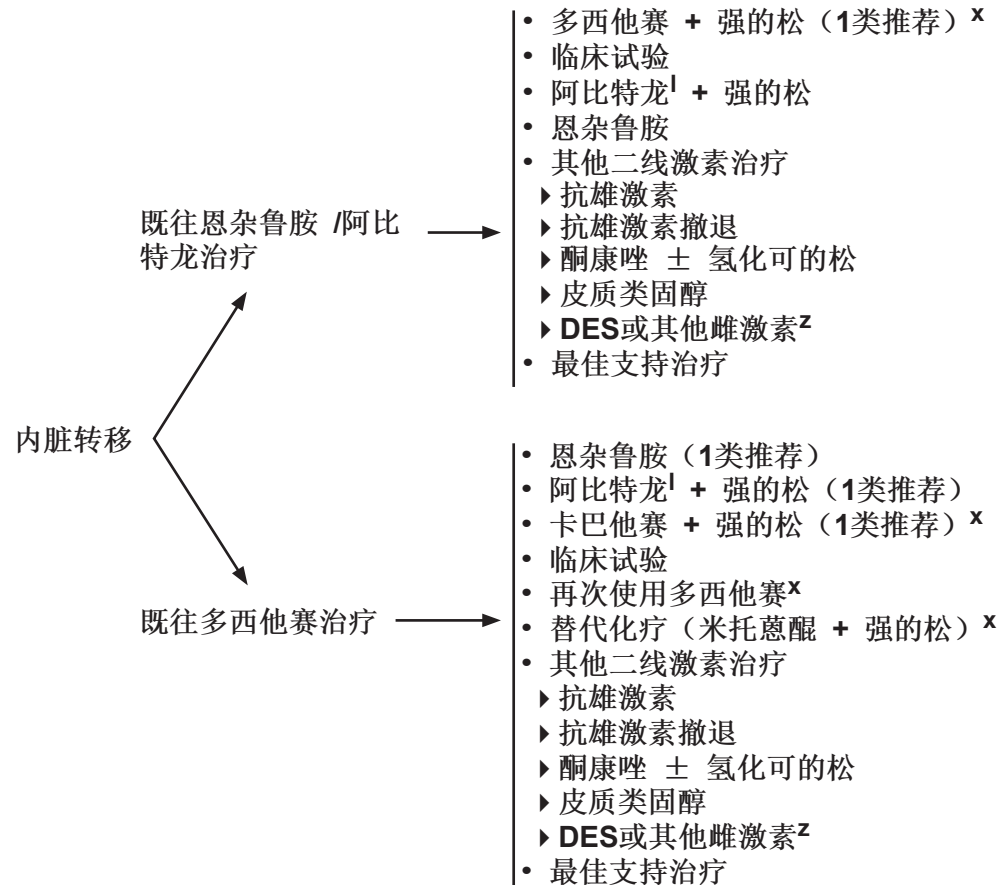 • 多西他赛 + 强的松（1类推荐）x
• 临床试验
• 阿比特龙l + 强的松
• 恩杂鲁胺
• 其他二线激素治疗
抗雄激素
既往恩杂鲁胺 /阿比
特龙治疗
抗雄激素撤退
酮康唑 ± 氢化可的松
皮质类固醇
DES或其他雌激素z
• 最佳支持治疗
内脏转移
• 恩杂鲁胺（1类推荐）
• 阿比特龙l + 强的松（1类推荐）
• 卡巴他赛 + 强的松（1类推荐）x
• 临床试验
• 再次使用多西他赛x
既往多西他赛治疗
• 替代化疗（米托蒽醌 + 强的松）x
• 其他二线激素治疗
抗雄激素
抗雄激素撤退
酮康唑 ± 氢化可的松
皮质类固醇
DES或其他雌激素z
• 最佳支持治疗